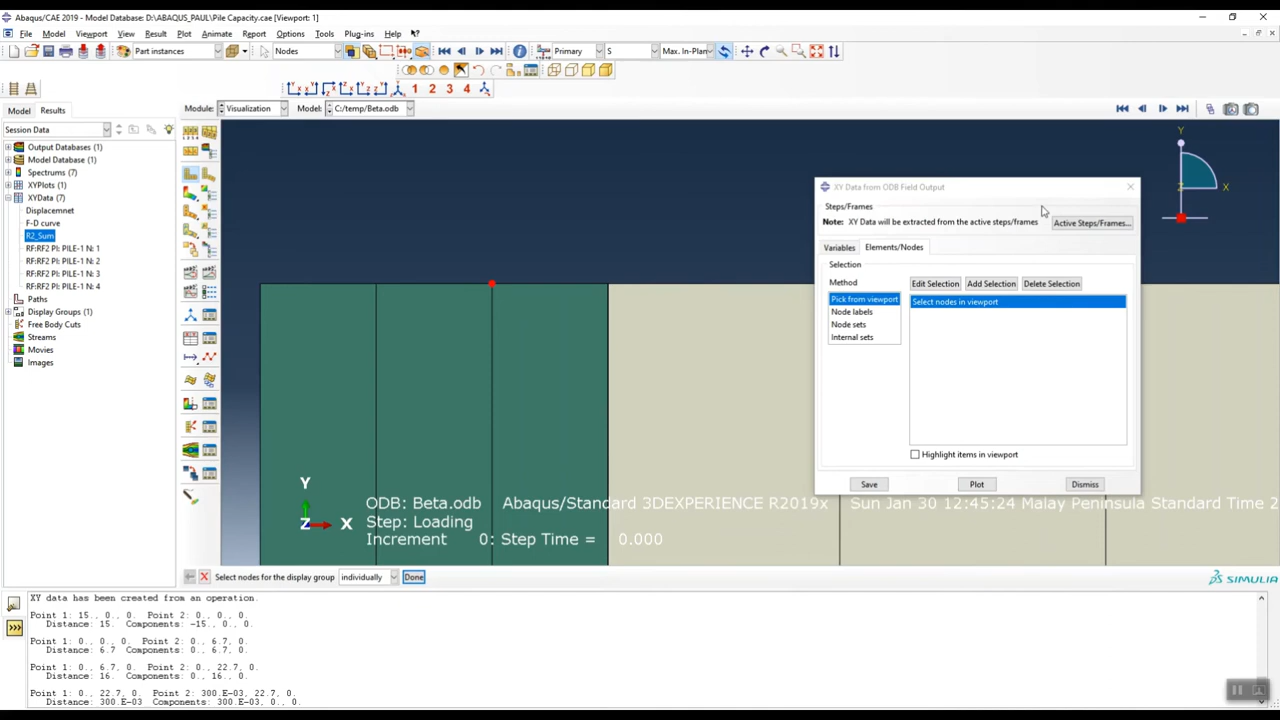 Abaqus/CAE 2019 - Model Database: D:\ABAQUS_PAUL\Pile Capacity.cae [Viewport: 1]
File Model Viewport View Result Plot Animate Report Options Tools Plug-ins Help
Part instances Nodes Primary S Max. In-Plan
1 2 3 4
Model Results Module: Visualization Model: C:/temp/Beta.odb
Session Data
Output Databases (1)
Model Database (1)
Spectrums (7)
XYPlots (1)
XYData (7)
Displacemnet
F-D curve
R2_Sum
RF:RF2 PI: PILE-1 N: 1
RF:RF2 PI: PILE-1 N: 2
RF:RF2 PI: PILE-1 N: 3
RF:RF2 PI: PILE-1 N: 4
Paths
Display Groups (1)
Free Body Cuts
Streams
Movies
Images
Y
Z X
XY Data from ODB Field Output
Steps/Frames
Note: XY Data will be extracted from the active steps/frames Active Steps/Frames...
Variables Elements/Nodes
Selection
Method Edit Selection Add Selection Delete Selection
Pick from viewport Select nodes in viewport
Node labels
Node sets
Internal sets
Highlight items in viewport
Save Plot Dismiss
Y
Z X
ODB: Beta.odb Abaqus/Standard 3DEXPERIENCE R2019x Sun Jan 30 12:45:24 Malay Peninsula Standard Time 2
Step: Loading
Increment 0: Step Time = 0.000
Select nodes for the display group individually Done
SIMULIA
XY data has been created from an operation.
Point 1: 15., 0., 0. Point 2: 0., 0., 0.
Distance: 15. Components: -15., 0., 0.
Point 1: 0., 0., 0. Point 2: 0., 6.7, 0.
Distance: 6.7 Components: 0., 6.7, 0.
Point 1: 0., 6.7, 0. Point 2: 0., 22.7, 0.
Distance: 16. Components: 0., 16., 0.
Point 1: 0., 22.7, 0. Point 2: 300.E-03, 22.7, 0.
Distance: 300.E-03 Components: 300.E-03, 0., 0.